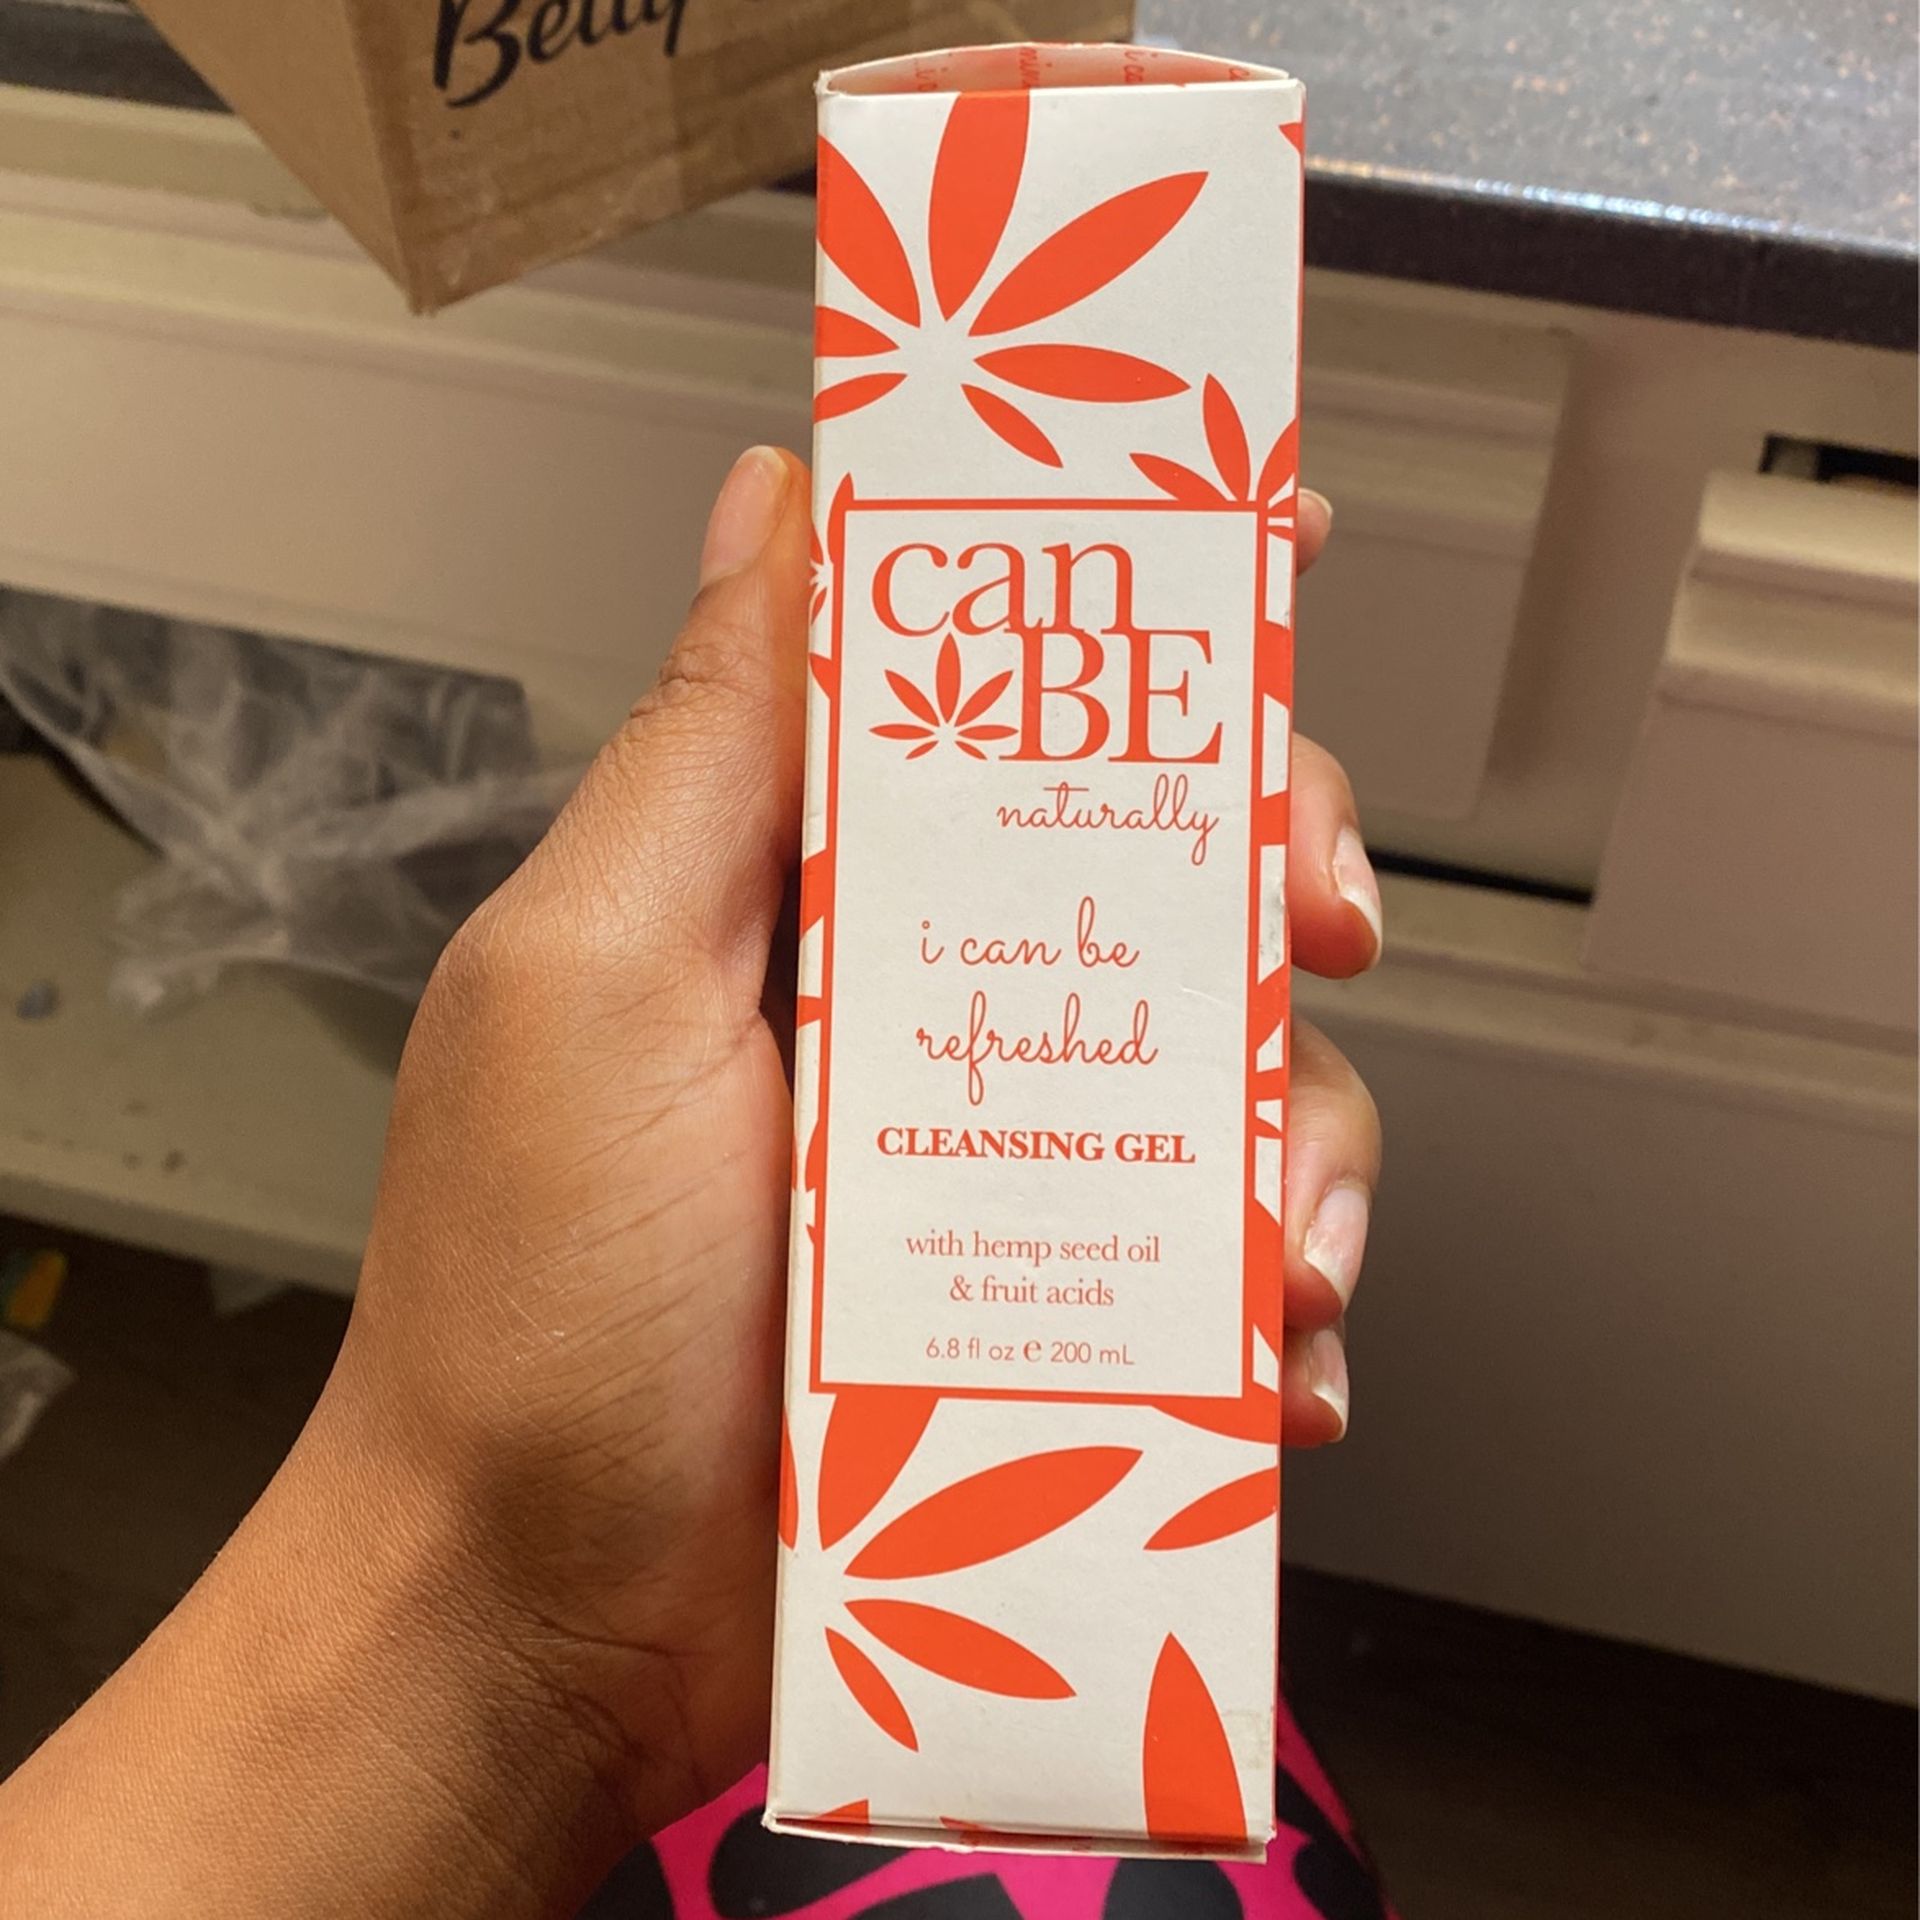 can
BE
naturally
i can be
refreshed
CLEANSING GEL
with hemp seed oil
& fruit acids
6.8 fl oz ℮ 200 mL